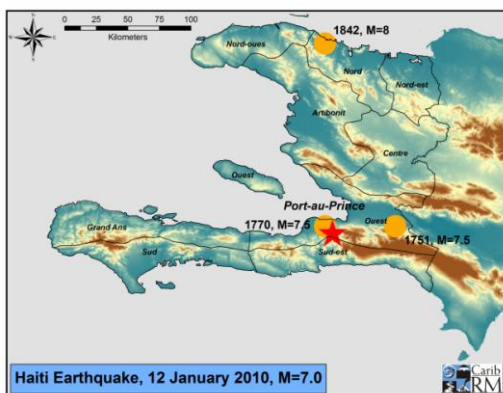 0 25 50 100
Kilometers
1842, M=8
Nord-oues
Nord
Nord-est
Artibonit
Centre
Ouest
Port-au-Prince
1770, M=7.5
Ouest
1751, M=7.5
Grand Ans
Sud
Sud-est
Haiti Earthquake, 12 January 2010, M=7.0
Carib
RM